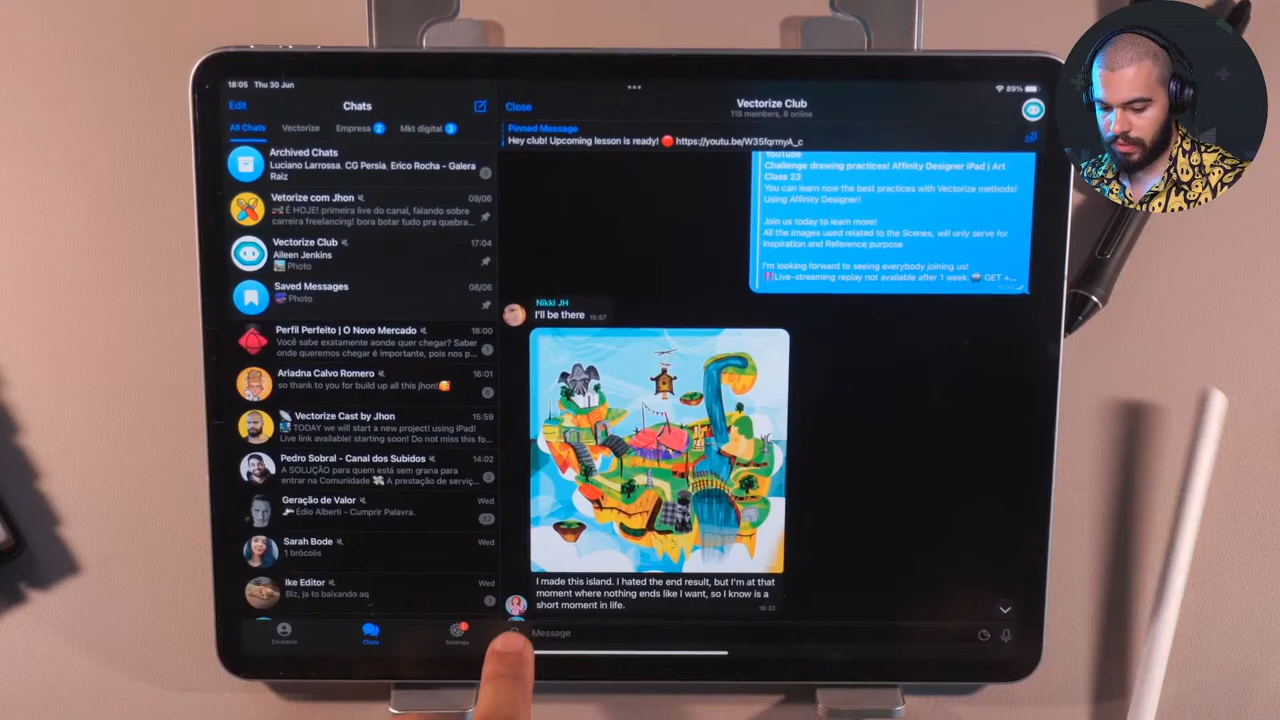 18:05 Thu 30 Jun
89%
Edit
Chats
All Chats
Vectorize
Empresa 2
Mkt digital 3
Archived Chats
Luciano Larrossa, CG Persia, Erico Rocha - Galera
Raiz
Vetorize com Jhon
09/06
É HOJE! primeira live do canal, falando sobre
carreira freelancing! bora botar tudo pra quebra...
Vectorize Club
17:04
Aileen Jenkins
Photo
Saved Messages
08/06
Photo
Perfil Perfeito | O Novo Mercado
18:00
Você sabe exatamente aonde quer chegar? Saber
onde queremos chegar é importante, pois nos p...
1
Ariadna Calvo Romero
16:01
so thank to you for build up all this jhon!
Vectorize Cast by Jhon
15:59
TODAY we will start a new project! using iPad!
Live link available! starting soon! Do not miss this fo...
Pedro Sobral - Canal dos Subidos
14:02
A SOLUÇÃO para quem está sem grana para
entrar na Comunidade A prestação de serviç...
2
Geração de Valor
Wed
Édio Alberti - Cumprir Palavra.
22
Sarah Bode
Wed
1 brócolis
Ike Editor
Wed
Blz, ja to baixando aq
1
Contacts
Chats
Settings
Close
Vectorize Club
115 members, 8 online
Pinned Message
Hey club! Upcoming lesson is ready! https://youtu.be/W35fqrmyA_c
YouTube
Challenge drawing practices! Affinity Designer iPad | Art
Class 23
You can learn now the best practices with Vectorize methods!
Using Affinity Designer!
Join us today to learn more!
All the images used related to the Scenes, will only serve for
Inspiration and Reference purpose
I'm looking forward to seeing everybody joining us!
Live-streaming replay not available after 1 week. GET +...
Nikki JH
I'll be there 15:57
I made this island. I hated the end result, but I'm at that
moment where nothing ends like I want, so I know is a
short moment in life.
16:33
Message